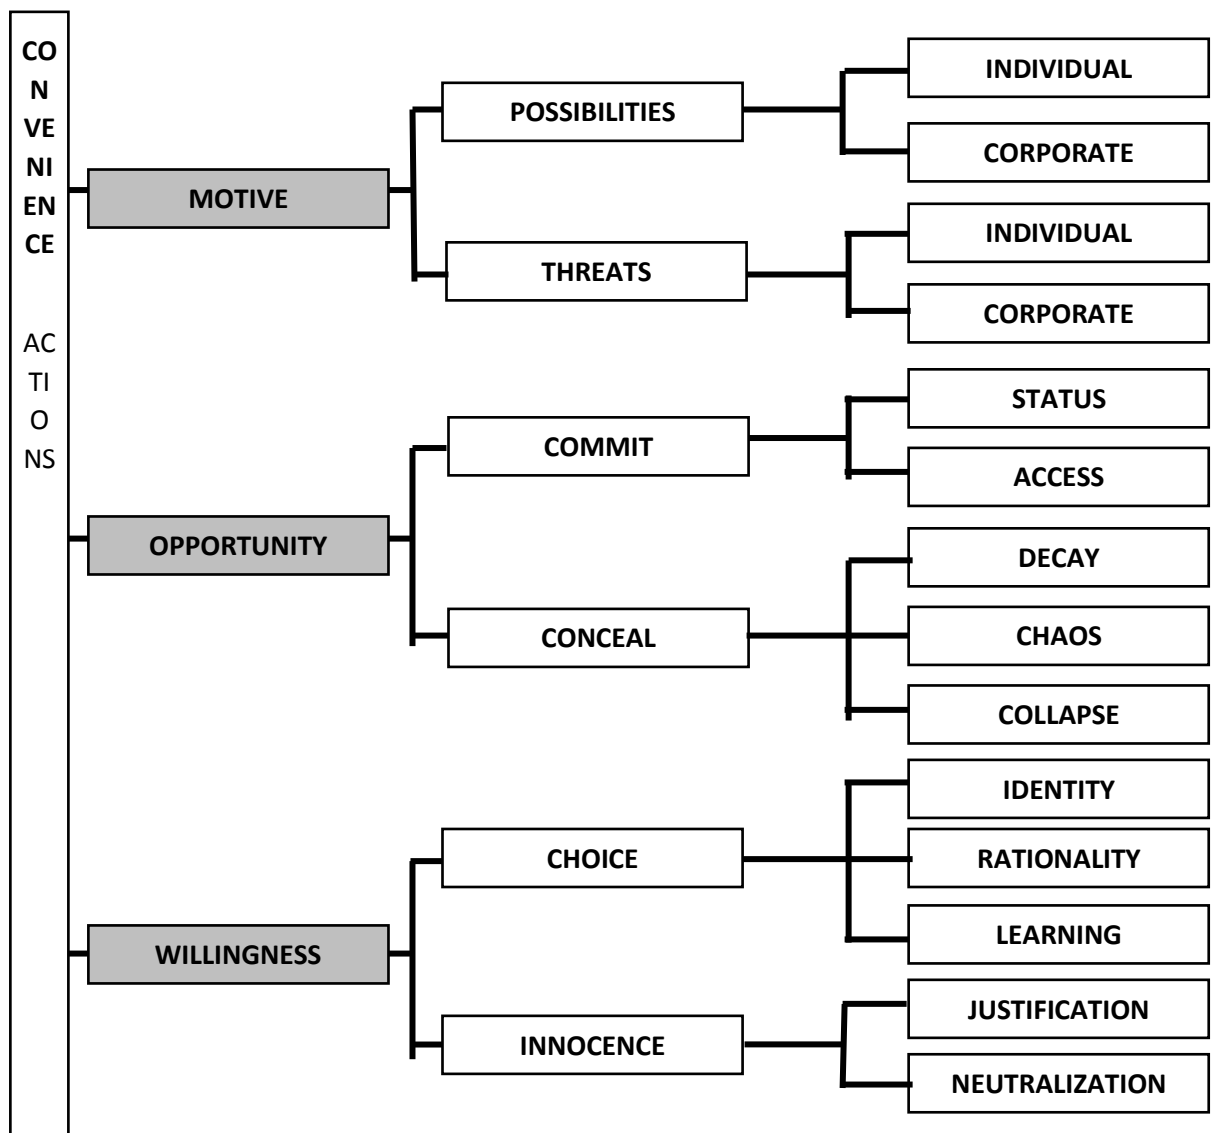 CO
N
VE
NI
EN
CE
AC
TI
O
NS
MOTIVE
POSSIBILITIES
INDIVIDUAL
CORPORATE
THREATS
INDIVIDUAL
CORPORATE
OPPORTUNITY
COMMIT
STATUS
ACCESS
CONCEAL
DECAY
CHAOS
COLLAPSE
WILLINGNESS
CHOICE
IDENTITY
RATIONALITY
LEARNING
INNOCENCE
JUSTIFICATION
NEUTRALIZATION